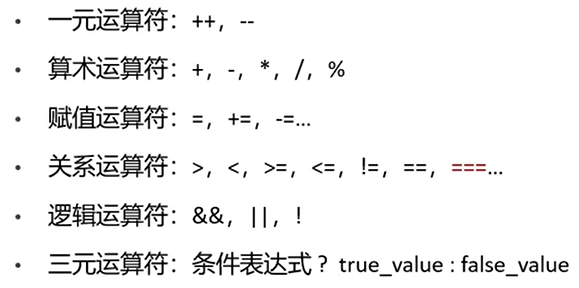 • 一元运算符：++，--
• 算术运算符：+，-，*，/，%
• 赋值运算符：=，+=，-=...
• 关系运算符：>，<，>=，<=，!=，==，===...
• 逻辑运算符：&&，||，!
• 三元运算符：条件表达式？ true_value : false_value